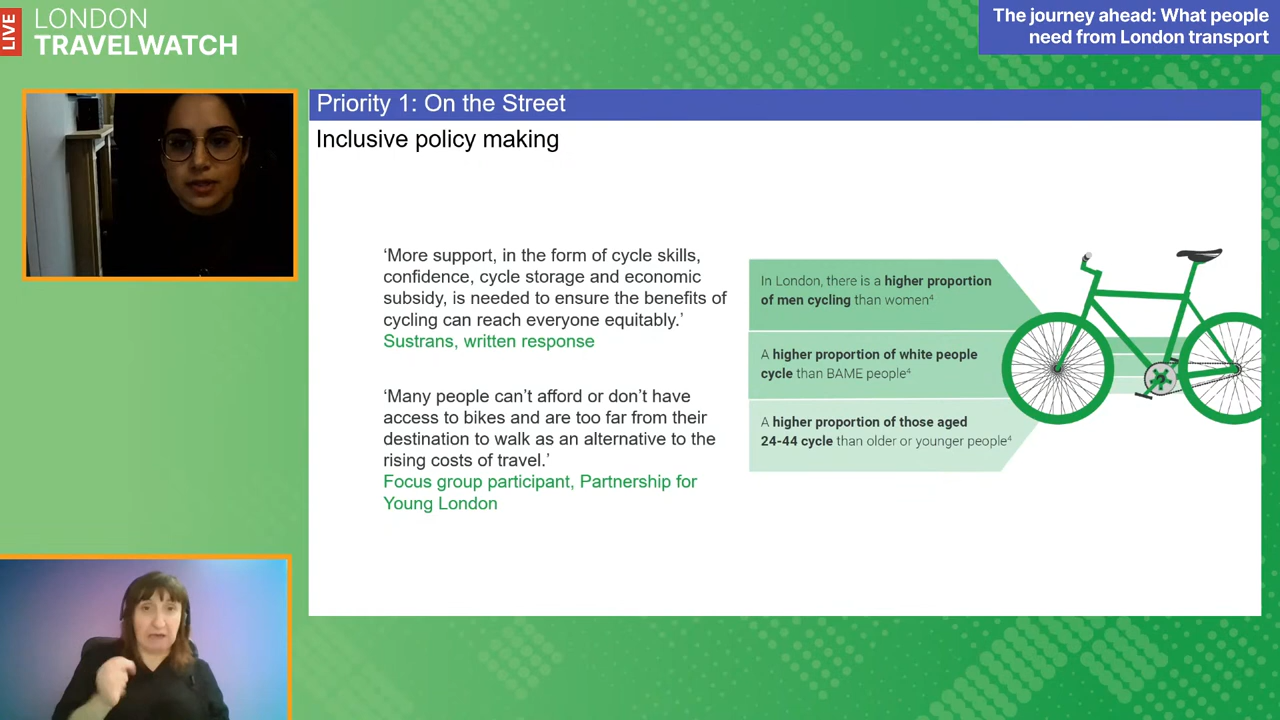 LIVE
LONDON
TRAVELWATCH
The journey ahead: What people
need from London transport
Priority 1: On the Street
Inclusive policy making
‘More support, in the form of cycle skills,
confidence, cycle storage and economic
subsidy, is needed to ensure the benefits of
cycling can reach everyone equitably.’
Sustrans, written response
‘Many people can’t afford or don’t have
access to bikes and are too far from their
destination to walk as an alternative to the
rising costs of travel.’
Focus group participant, Partnership for
Young London
In London, there is a higher proportion
of men cycling than women⁴
A higher proportion of white people
cycle than BAME people⁴
A higher proportion of those aged
24-44 cycle than older or younger people⁴